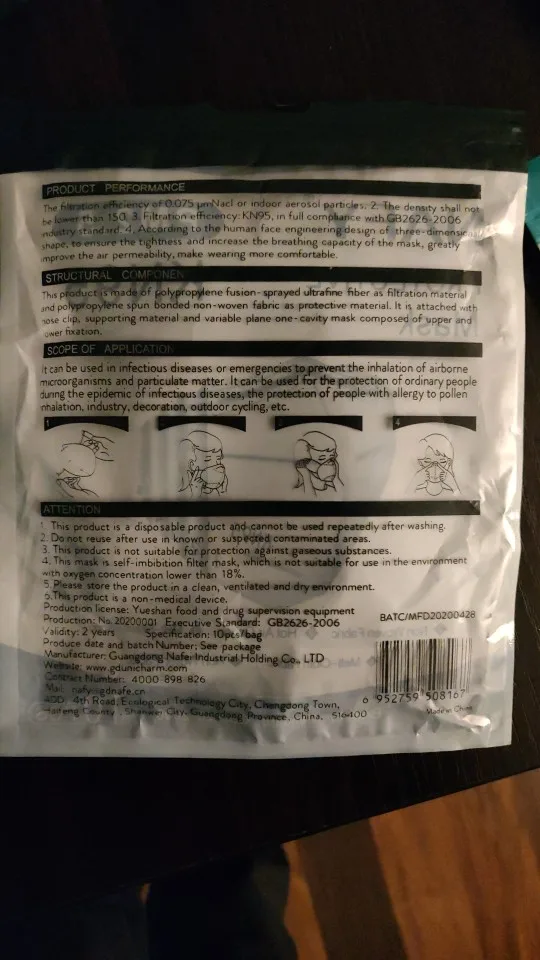 PRODUCT PERFORMANCE
The filtration efficiency of 0.075 μmNacl or indoor aerosol particles. 2. The density shall not
be lower than 150. 3. Filtration efficiency: KN95, in full compliance with GB2626-2006
industry standard. 4. According to the human face engineering design of three-dimension
shape, to ensure the tightness and increase the breathing capacity of the mask, greatly
improve the air permeability, make wearing more comfortable.
STRUCTURAL COMPONEN
This product is made of polypropylene fusion-sprayed ultrafine fiber as filtration material
and polypropylene spun bonded non-woven fabric as protective material. It is attached with
nose clip, supporting material and variable plane one-cavity mask composed of upper and
lower fixation.
SCOPE OF APPLICATION
It can be used in infectious diseases or emergencies to prevent the inhalation of airborne
microorganisms and particulate matter. It can be used for the protection of ordinary people
during the epidemic of infectious diseases, the protection of people with allergy to pollen
inhalation, industry, decoration, outdoor cycling, etc.
1 2 3 4
ATTENTION
1. This product is a disposable product and cannot be used repeatedly after washing.
2. Do not reuse after use in known or suspected contaminated areas.
3. This product is not suitable for protection against gaseous substances.
4. This mask is self-imbibition filter mask, which is not suitable for use in the environment
with oxygen concentration lower than 18%.
5. Please store the product in a clean, ventilated and dry environment.
6. This product is a non-medical device.
Production license: Yueshan food and drug supervision equipment
Production: No. 20200001 Executive Standard: GB2626-2006
BATC/MFD20200428
Validity: 2 years Specification: 10pcs/bag
Produce date and batch Number: See package
Manufacturer: Guangdong Nafei Industrial Holding Co., LTD
Website: www.gdunicharm.com
Contract Number: 4000-898-826
Mail: nafy@gdnafe.cn
ADD: 4th Road, Ecological Technology City, Chengdong Town,
Haifeng County, Shanwei City, Guangdong Province, China, 516400
6 952759 508167
Made in China